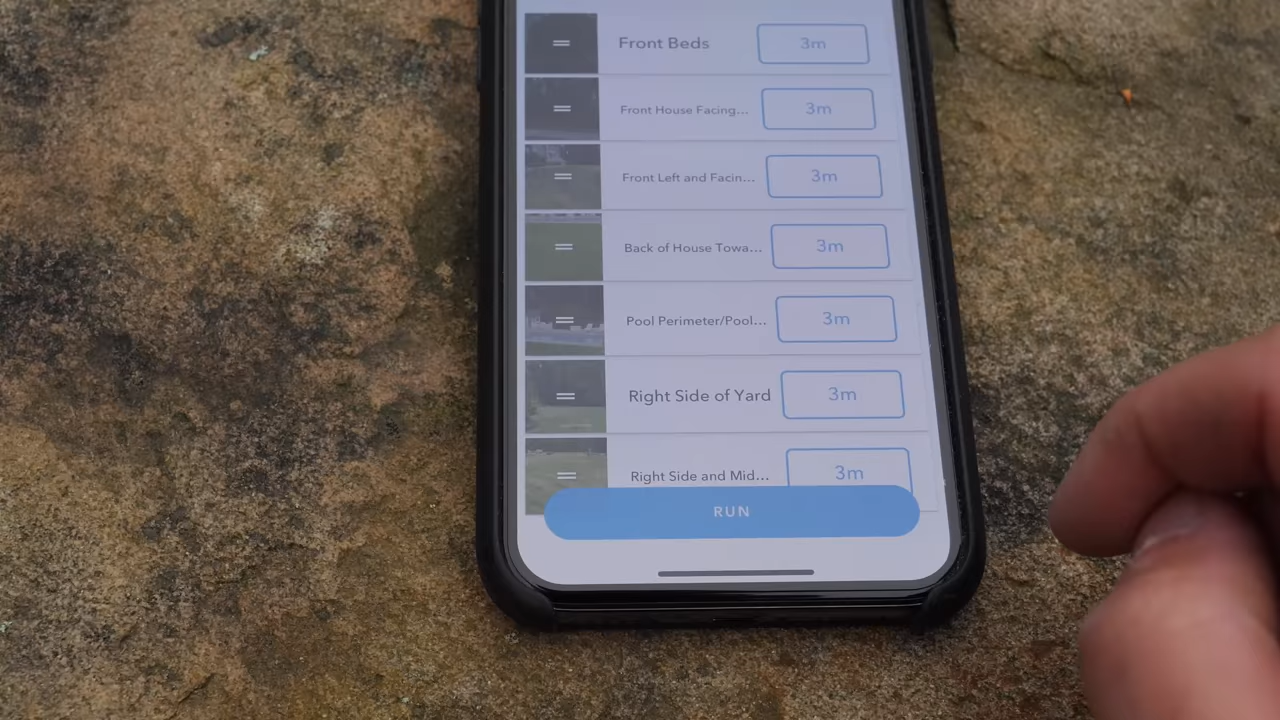 Front Beds 3m
Front House Facing... 3m
Front Left and Facin... 3m
Back of House Towa... 3m
Pool Perimeter/Pool... 3m
Right Side of Yard 3m
Right Side and Mid... 3m
RUN